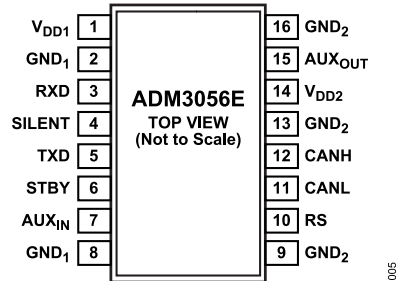 VDD1 1
GND1 2
RXD 3
SILENT 4
TXD 5
STBY 6
AUXIN 7
GND1 8
ADM3056E
TOP VIEW
(Not to Scale)
16 GND2
15 AUXOUT
14 VDD2
13 GND2
12 CANH
11 CANL
10 RS
9 GND2
005